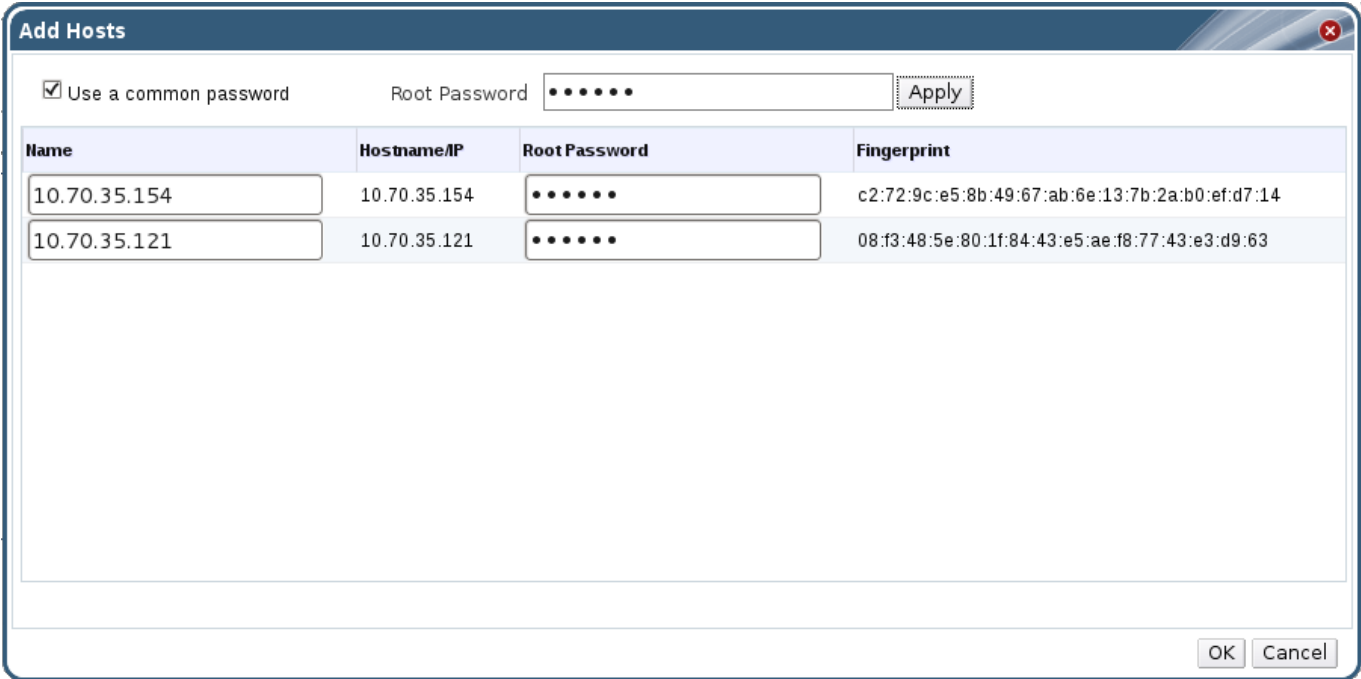 Add Hosts
Use a common password Root Password •••••• Apply
Name Hostname/IP Root Password Fingerprint
10.70.35.154 10.70.35.154 •••••• c2:72:9c:e5:8b:49:67:ab:6e:13:7b:2a:b0:ef:d7:14
10.70.35.121 10.70.35.121 •••••• 08:f3:48:5e:80:1f:84:43:e5:ae:f8:77:43:e3:d9:63
OK Cancel